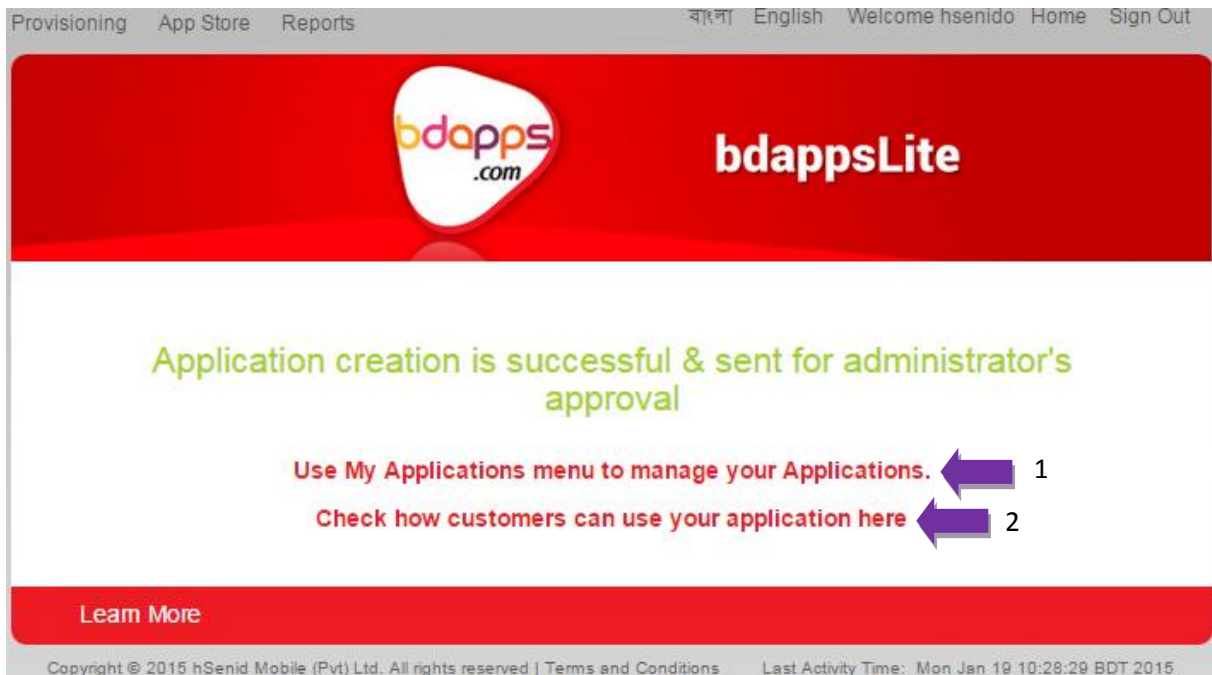 Provisioning App Store Reports বাংলা English Welcome hsenido Home Sign Out
bdapps
.com
bdappsLite
Application creation is successful & sent for administrator's
approval
Use My Applications menu to manage your Applications. 1
Check how customers can use your application here 2
Learn More
Copyright © 2015 hSenid Mobile (Pvt) Ltd. All rights reserved | Terms and Conditions Last Activity Time: Mon Jan 19 10:28:29 BDT 2015